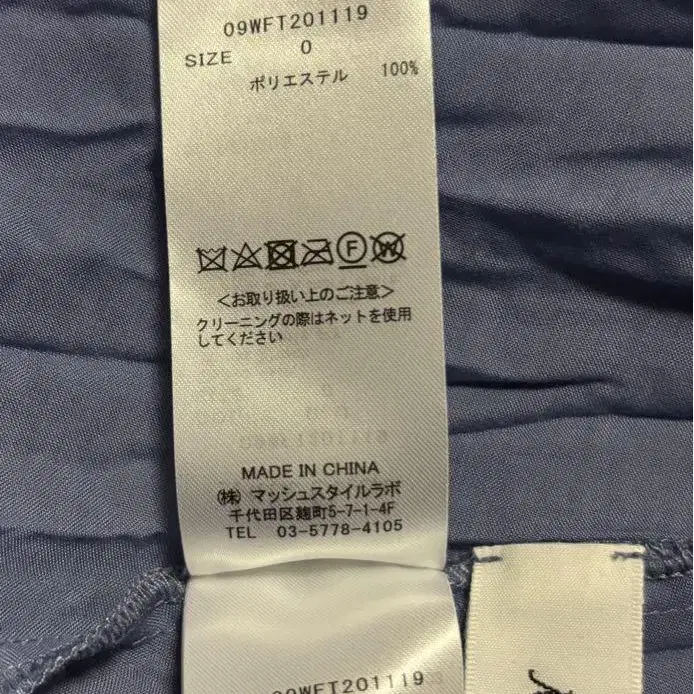 09WFT201119
SIZE 0
ポリエステル 100%
F W
<お取り扱い上のご注意>
クリーニングの際はネットを使用
してください
MADE IN CHINA
(株) マッシュスタイルラボ
千代田区麹町5-7-1-4F
TEL 03-5778-4105
09WFT201119